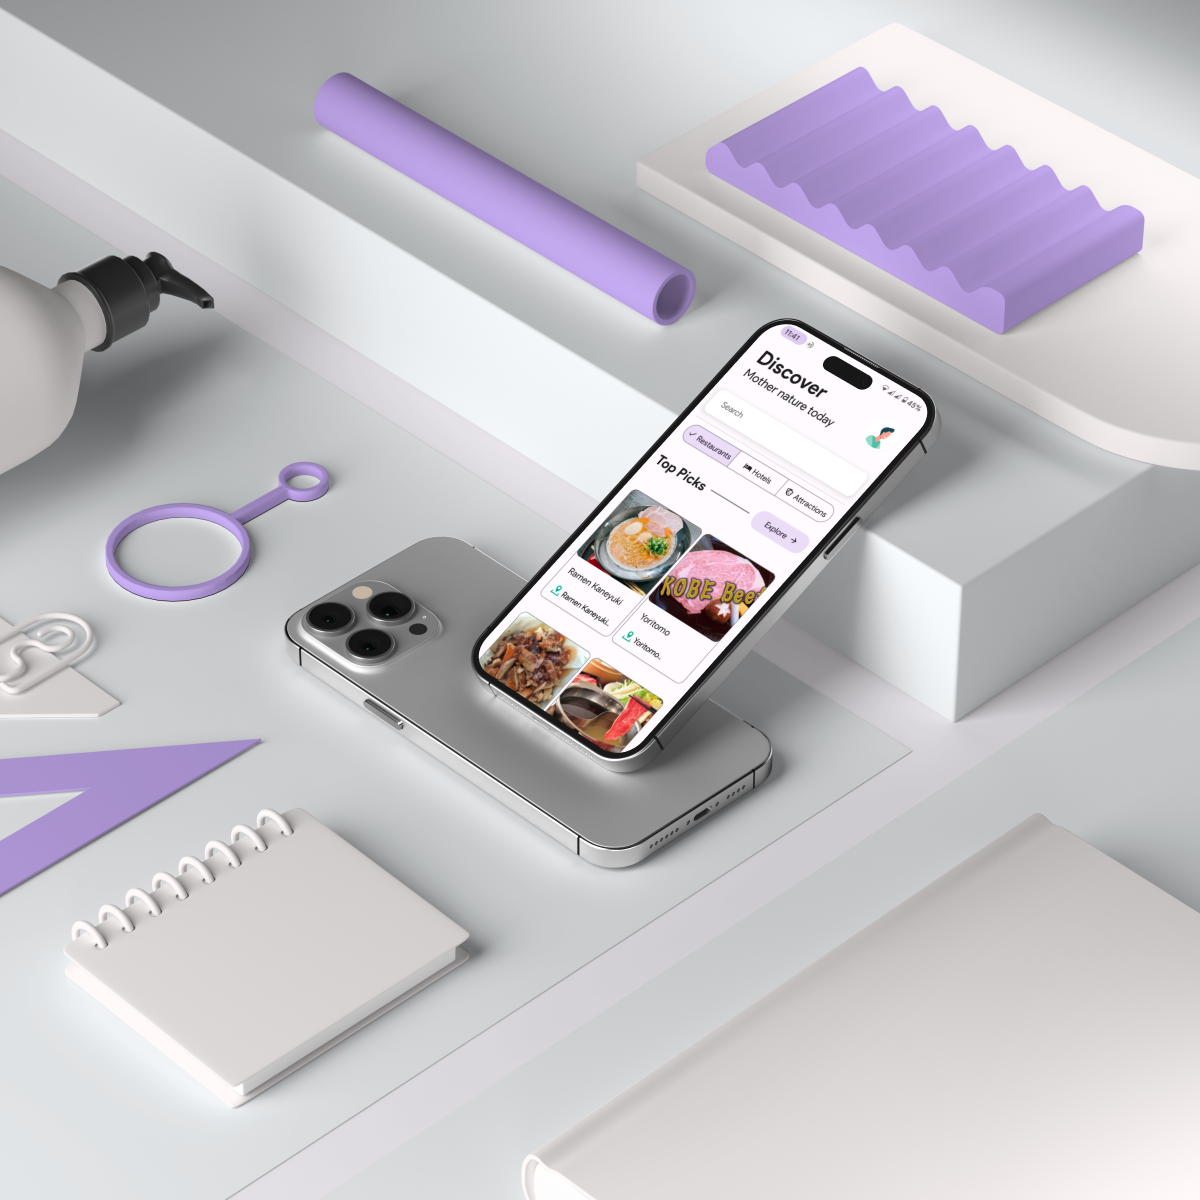 11:41
45%
Discover
Mother nature today
Search
Restaurants
Hotels
Attractions
Top Picks
Explore →
KOBE Beef
Ramen Kaneyuki
Ramen Kaneyuki..
Yoritomo
Yoritomo..